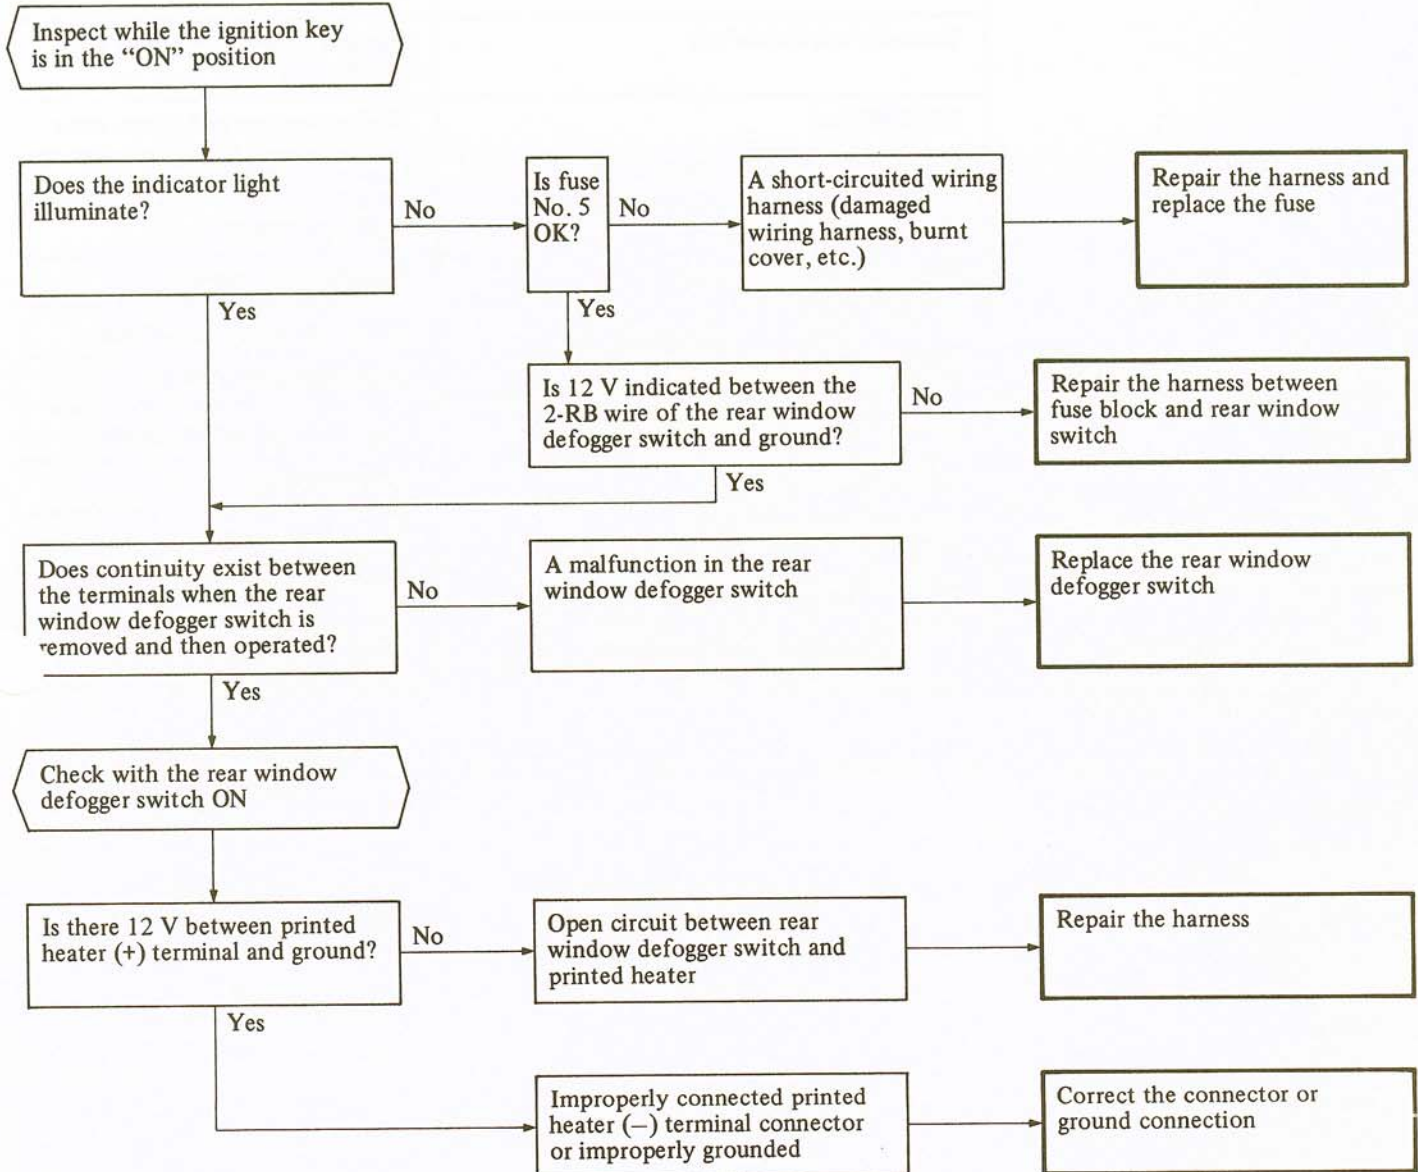 Inspect while the ignition key
is in the “ON” position
Does the indicator light
illuminate?
No
Is fuse
No. 5
OK?
No
A short-circuited wiring
harness (damaged
wiring harness, burnt
cover, etc.)
Repair the harness and
replace the fuse
Yes
Yes
Is 12 V indicated between the
2-RB wire of the rear window
defogger switch and ground?
No
Repair the harness between
fuse block and rear window
switch
Yes
Does continuity exist between
the terminals when the rear
window defogger switch is
removed and then operated?
No
A malfunction in the rear
window defogger switch
Replace the rear window
defogger switch
Yes
Check with the rear window
defogger switch ON
Is there 12 V between printed
heater (+) terminal and ground?
No
Open circuit between rear
window defogger switch and
printed heater
Repair the harness
Yes
Improperly connected printed
heater (−) terminal connector
or improperly grounded
Correct the connector or
ground connection